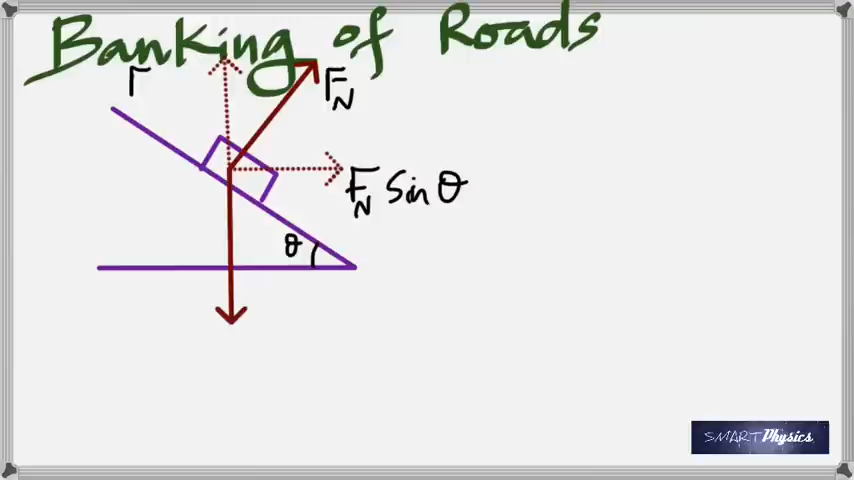 Banking of Roads
F_N
F_N Sin θ
θ
SMARTPhysics